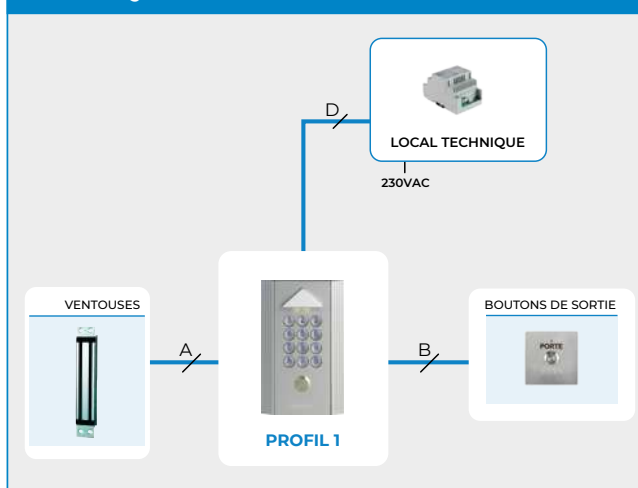 D
LOCAL TECHNIQUE
230VAC
VENTOUSES
BOUTONS DE SORTIE
A
B
PORTE
PROFIL 1